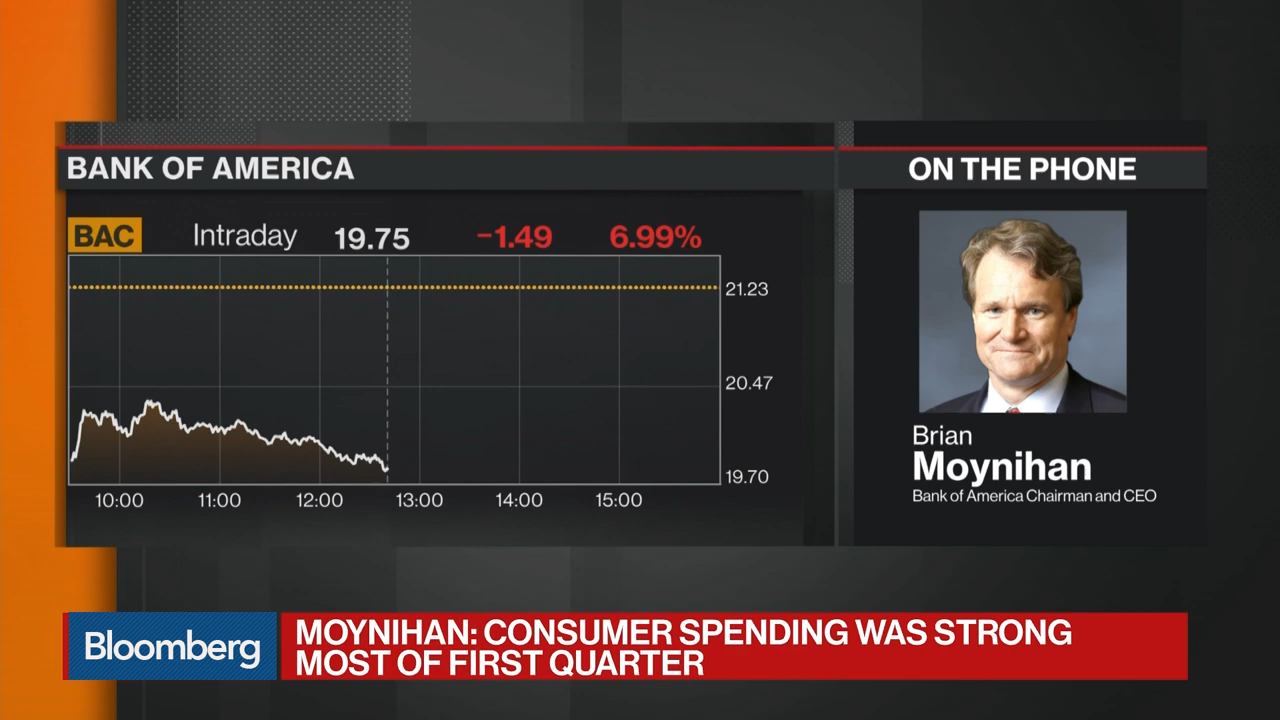 BANK OF AMERICA
BAC Intraday 19.75 -1.49 6.99%
21.23
20.47
19.70
10:00 11:00 12:00 13:00 14:00 15:00
ON THE PHONE
Brian
Moynihan
Bank of America Chairman and CEO
Bloomberg
MOYNIHAN: CONSUMER SPENDING WAS STRONG
MOST OF FIRST QUARTER